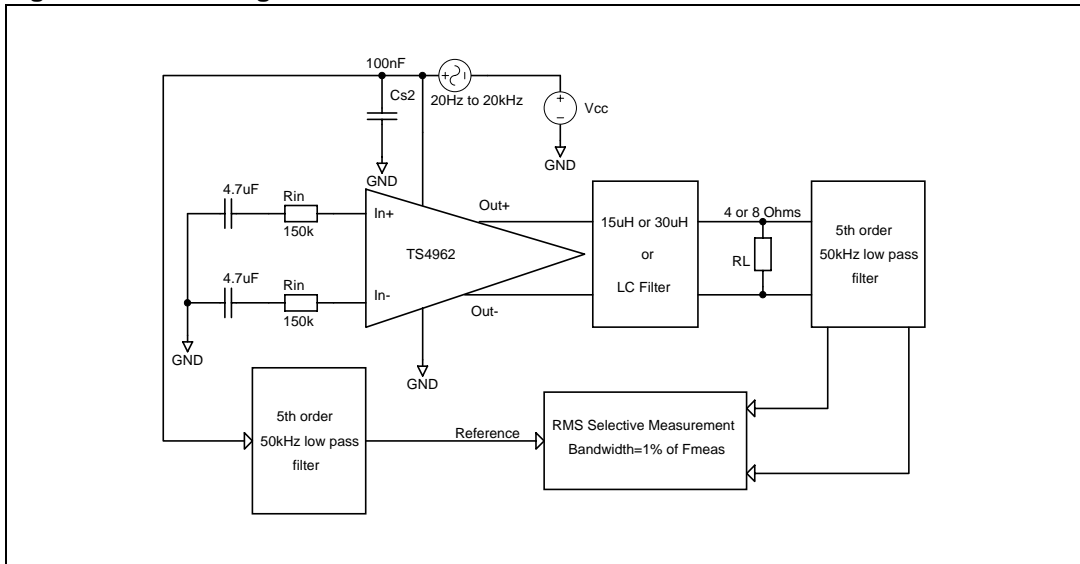 100nF
Cs2
20Hz to 20kHz
Vcc
GND
GND
4.7uF
Rin
150k
In+
Out+
TS4962
15uH or 30uH
or
LC Filter
4 or 8 Ohms
RL
5th order
50kHz low pass
filter
4.7uF
Rin
150k
In-
Out-
GND
GND
5th order
50kHz low pass
filter
Reference
RMS Selective Measurement
Bandwidth=1% of Fmeas